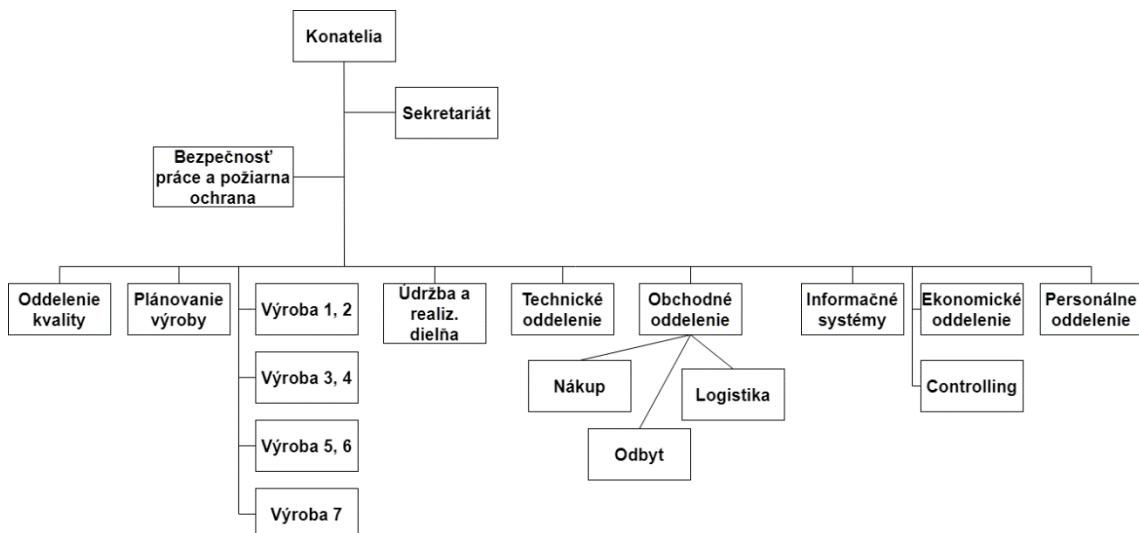 Konatelia
Sekretariát
Bezpečnosť
práce a požiarna
ochrana
Oddelenie
kvality
Plánovanie
výroby
Výroba 1, 2
Výroba 3, 4
Výroba 5, 6
Výroba 7
Údržba a
realiz.
dielňa
Technické
oddelenie
Obchodné
oddelenie
Nákup
Odbyt
Logistika
Informačné
systémy
Ekonomické
oddelenie
Controlling
Personálne
oddelenie